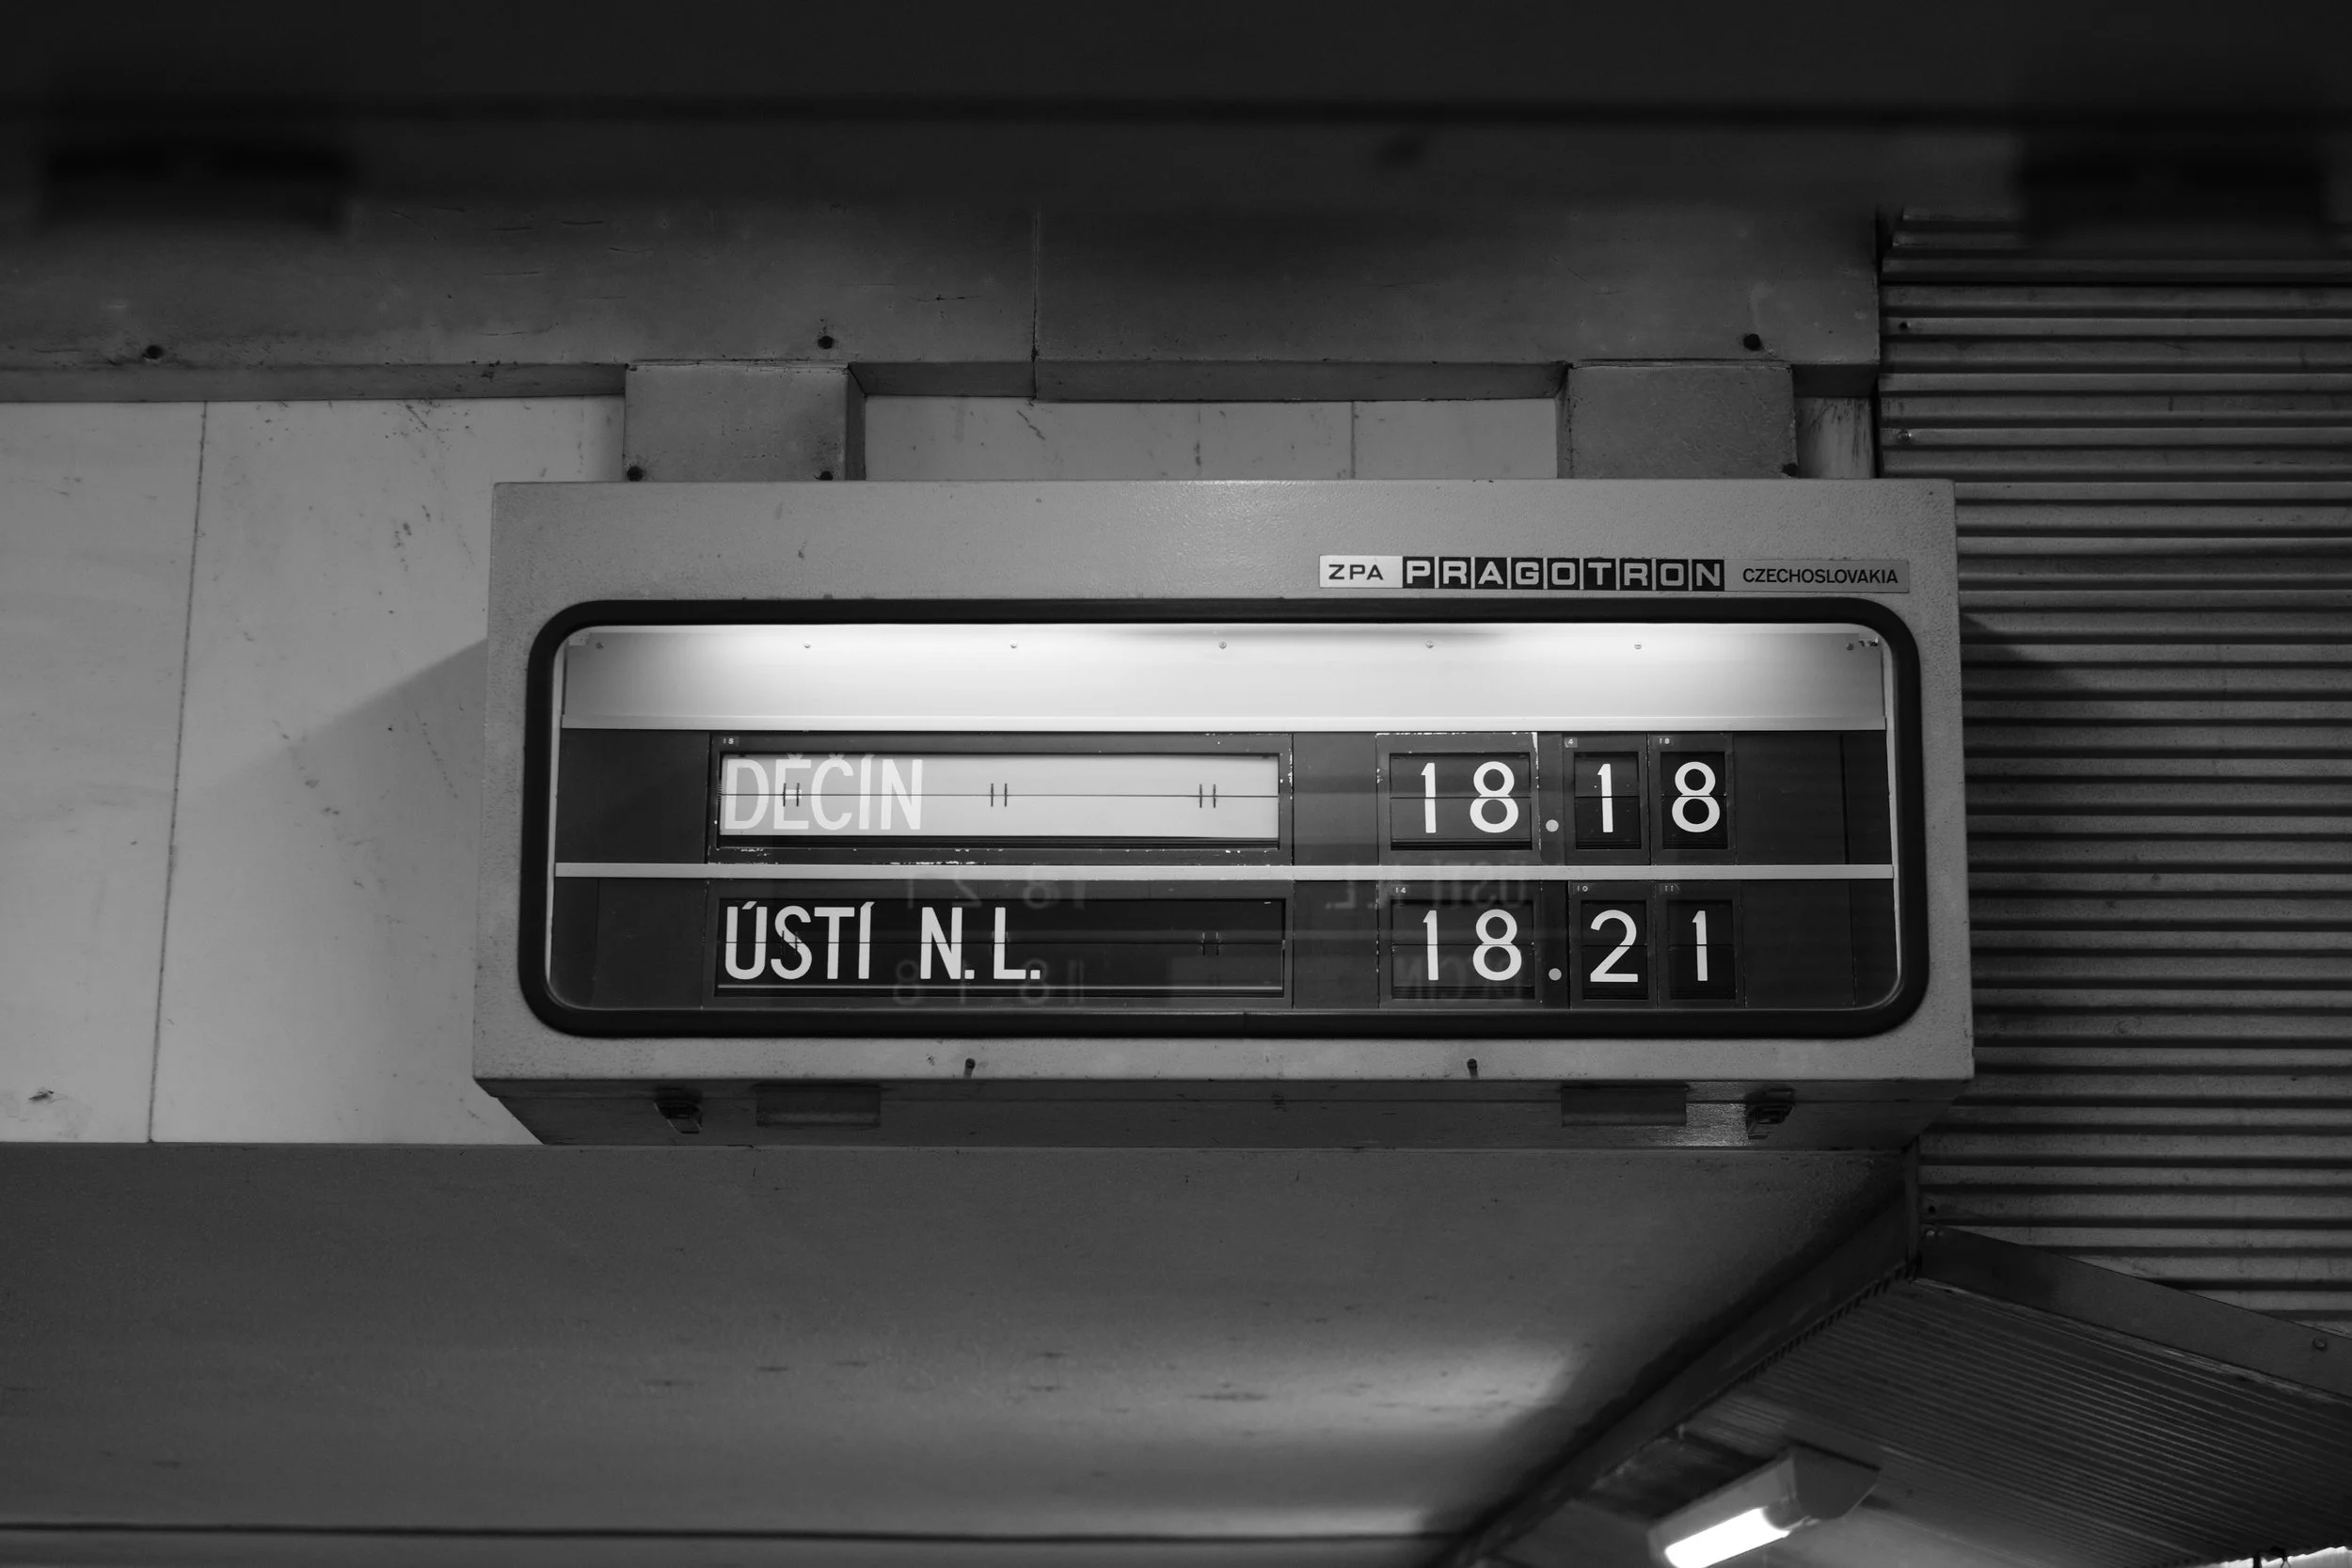 ZPA PRAGOTRON CZECHOSLOVAKIA
DĚČÍN 18.18
ÚSTÍ N.L. 18.21